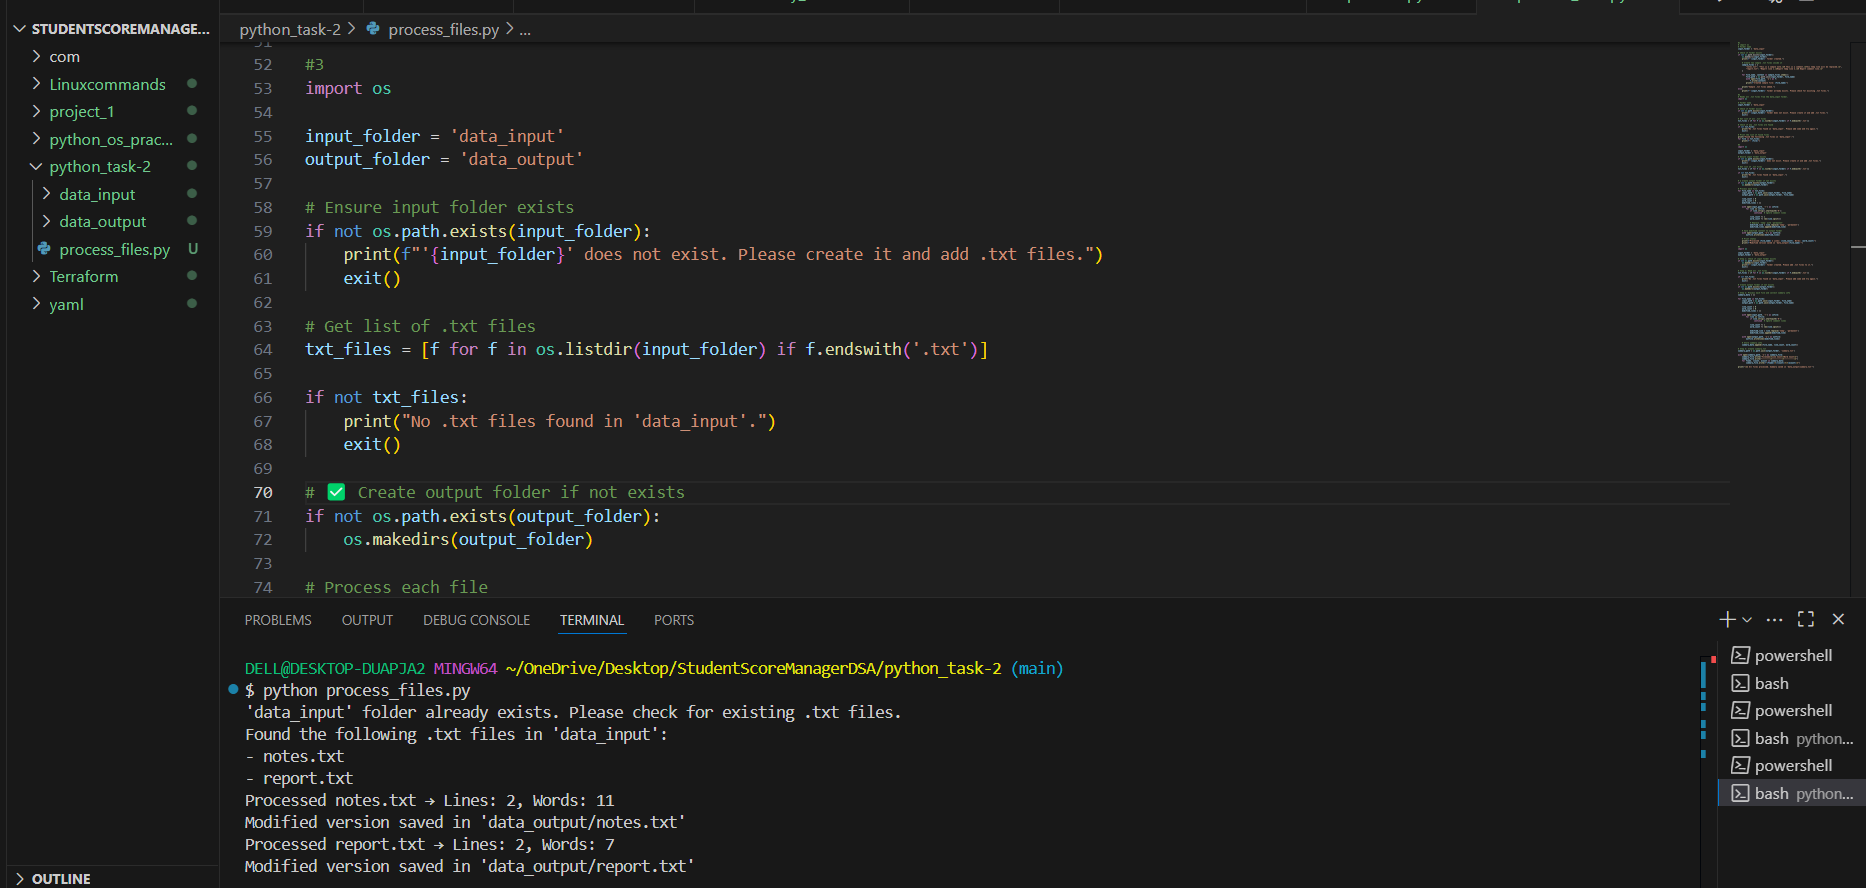 STUDENTSCOREMANAGE...
com
Linuxcommands
project_1
python_os_prac...
python_task-2
data_input
data_output
process_files.py U
Terraform
yaml
OUTLINE
python_task-2 > process_files.py > ...
51
52 #3
53 import os
54
55 input_folder = 'data_input'
56 output_folder = 'data_output'
57
58 # Ensure input folder exists
59 if not os.path.exists(input_folder):
60 print(f"'{input_folder}' does not exist. Please create it and add .txt files.")
61 exit()
62
63 # Get list of .txt files
64 txt_files = [f for f in os.listdir(input_folder) if f.endswith('.txt')]
65
66 if not txt_files:
67 print("No .txt files found in 'data_input'.")
68 exit()
69
70 # ✅ Create output folder if not exists
71 if not os.path.exists(output_folder):
72 os.makedirs(output_folder)
73
74 # Process each file
PROBLEMS OUTPUT DEBUG CONSOLE TERMINAL PORTS
DELL@DESKTOP-DUAPJA2 MINGW64 ~/OneDrive/Desktop/StudentScoreManagerDSA/python_task-2 (main)
$ python process_files.py
'data_input' folder already exists. Please check for existing .txt files.
Found the following .txt files in 'data_input':
- notes.txt
- report.txt
Processed notes.txt → Lines: 2, Words: 11
Modified version saved in 'data_output/notes.txt'
Processed report.txt → Lines: 2, Words: 7
Modified version saved in 'data_output/report.txt'
powershell
bash
powershell
bash python...
powershell
bash python...